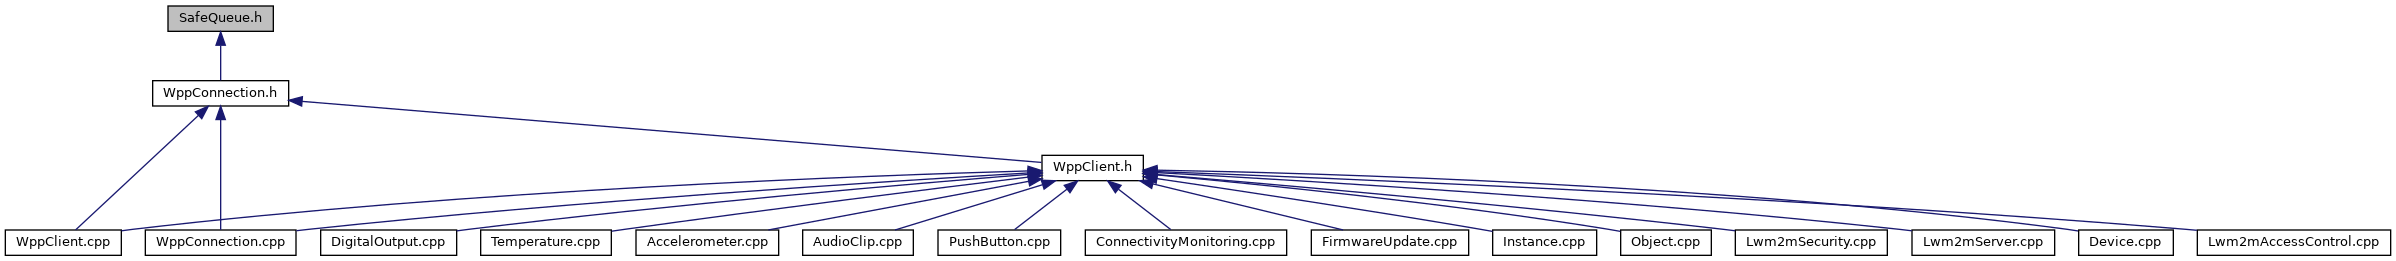 SafeQueue.h
WppConnection.h
WppClient.h
WppClient.cpp
WppConnection.cpp
DigitalOutput.cpp
Temperature.cpp
Accelerometer.cpp
AudioClip.cpp
PushButton.cpp
ConnectivityMonitoring.cpp
FirmwareUpdate.cpp
Instance.cpp
Object.cpp
Lwm2mSecurity.cpp
Lwm2mServer.cpp
Device.cpp
Lwm2mAccessControl.cpp